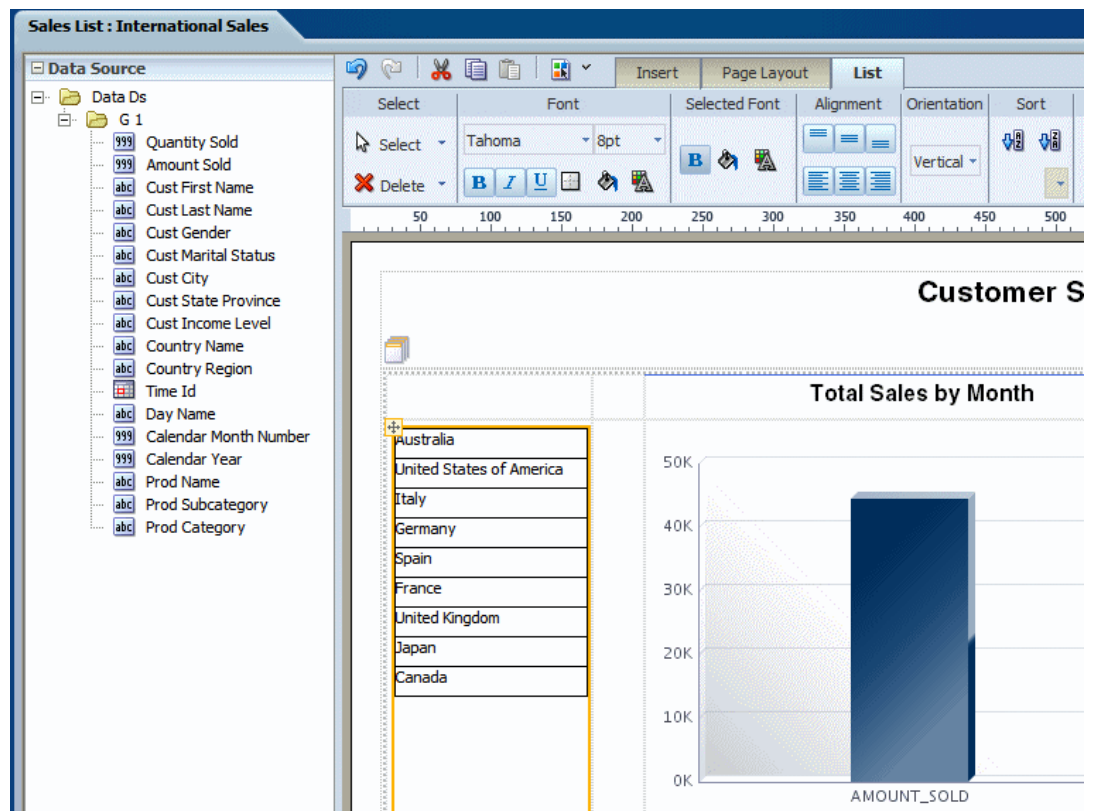 Sales List : International Sales
Data Source
Insert
Page Layout
List
Data Ds
G 1
999 Quantity Sold
999 Amount Sold
abc Cust First Name
abc Cust Last Name
abc Cust Gender
abc Cust Marital Status
abc Cust City
abc Cust State Province
abc Cust Income Level
abc Country Name
abc Country Region
Time Id
abc Day Name
999 Calendar Month Number
999 Calendar Year
abc Prod Name
abc Prod Subcategory
abc Prod Category
Select Font Selected Font Alignment Orientation Sort
Select Tahoma 8pt
B
Vertical
A Z Z A
Delete B I U
50 100 150 200 250 300 350 400 450 500
Customer S
Total Sales by Month
Australia
United States of America
Italy
Germany
Spain
France
United Kingdom
Japan
Canada
50K
40K
30K
20K
10K
0K
AMOUNT_SOLD